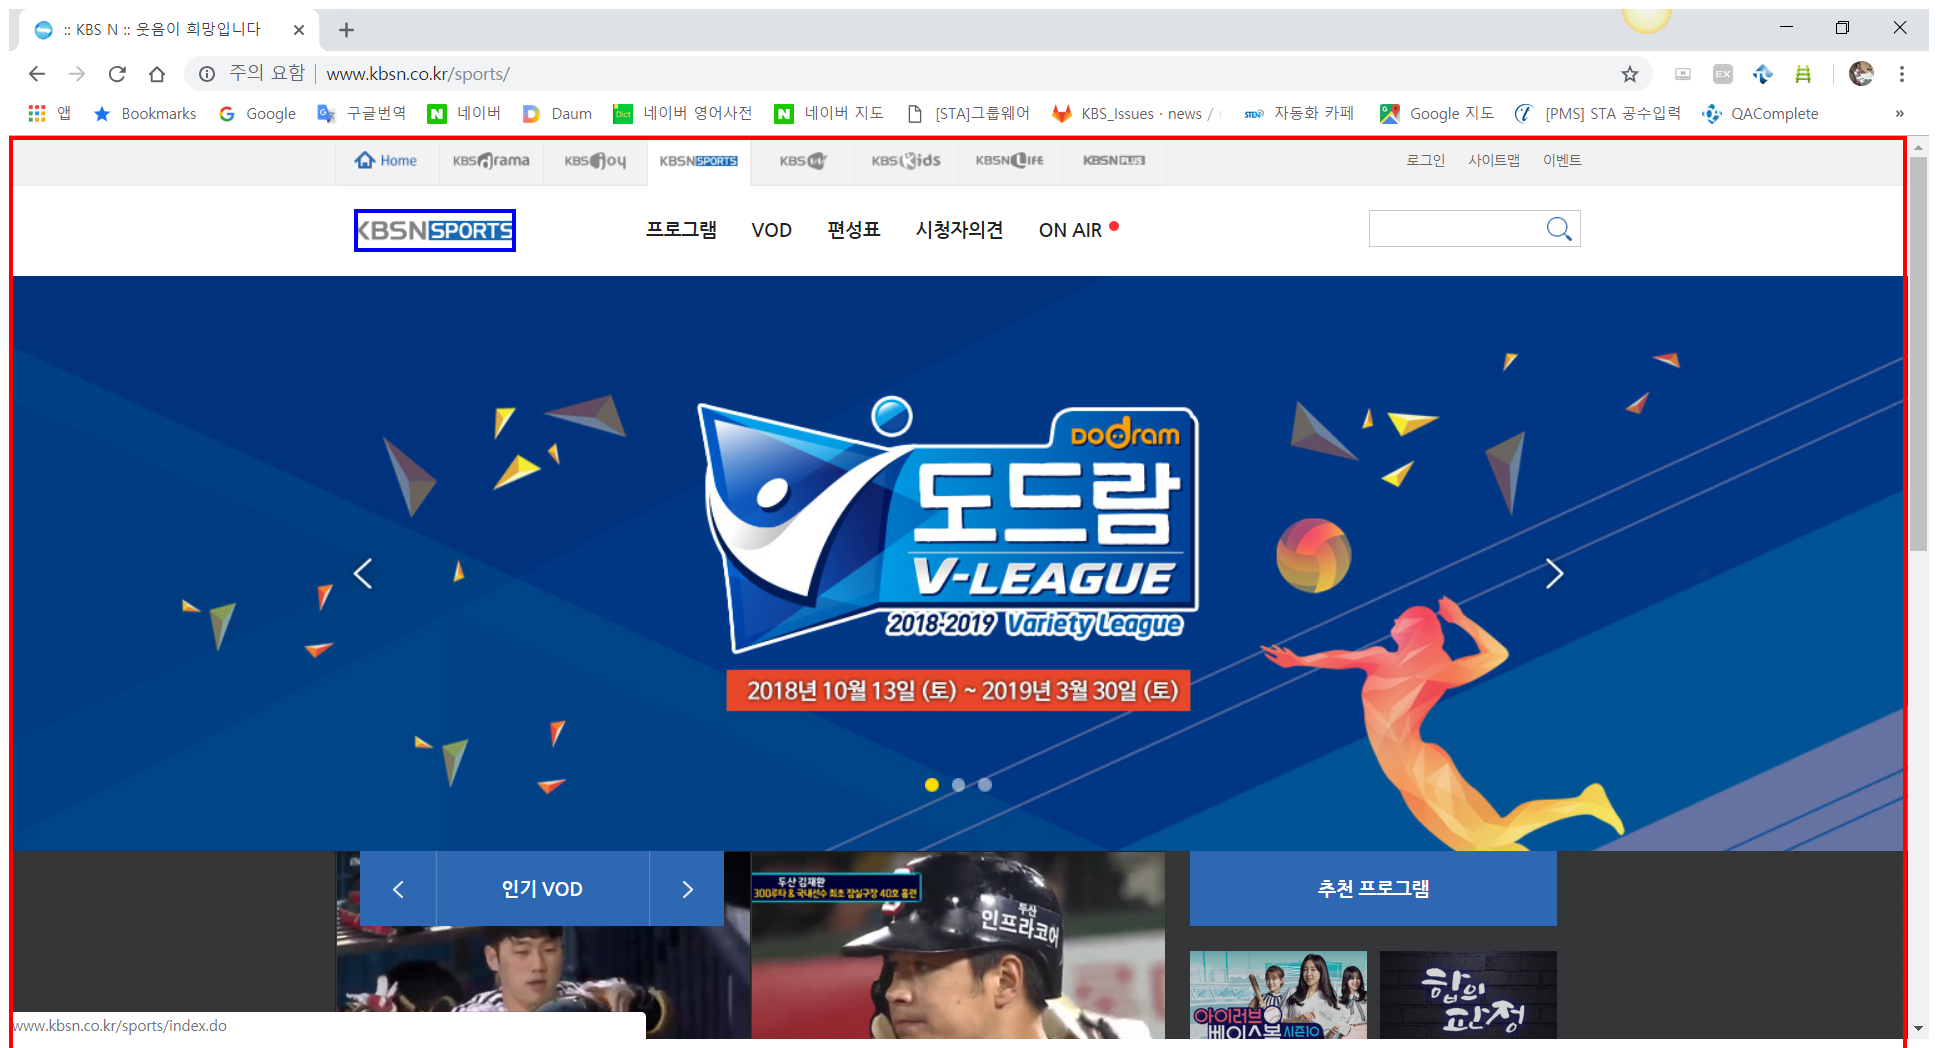 :: KBS N :: 웃음이 희망입니다
주의 요함 www.kbsn.co.kr/sports/
앱 Bookmarks Google 구글번역 네이버 Daum 네이버 영어사전 네이버 지도 [STA]그룹웨어 KBS_Issues · news / 자동화 카페 Google 지도 [PMS] STA 공수입력 QAComplete »
Home KBS drama KBS joy KBSN SPORTS KBS W KBS Kids KBSN LIFE KBSN PLUS 로그인 사이트맵 이벤트
KBSN SPORTS 프로그램 VOD 편성표 시청자의견 ON AIR
DODram
도드람
V-LEAGUE
2018-2019 Variety League
2018년 10월 13일 (토) ~ 2019년 3월 30일 (토)
인기 VOD 추천 프로그램
두산 김재환
300루타 & 국내선수 최초 잠실구장 40호 홈런
두산
인프라코어
아이러브
베이스볼 시즌10
합의
판정
www.kbsn.co.kr/sports/index.do